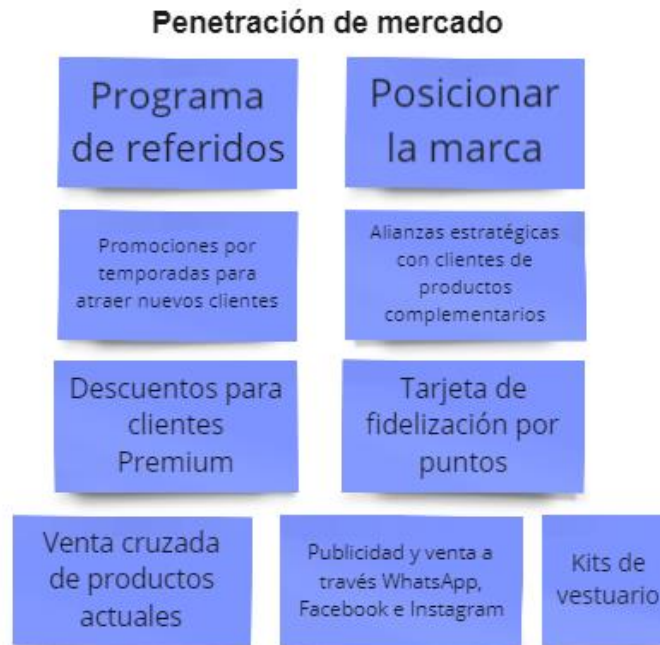 Penetración de mercado
Programa
de referidos
Posicionar
la marca
Promociones por
temporadas para
atraer nuevos clientes
Alianzas estratégicas
con clientes de
productos
complementarios
Descuentos para
clientes
Premium
Tarjeta de
fidelización por
puntos
Venta cruzada
de productos
actuales
Publicidad y venta a
través WhatsApp,
Facebook e Instagram
Kits de
vestuario